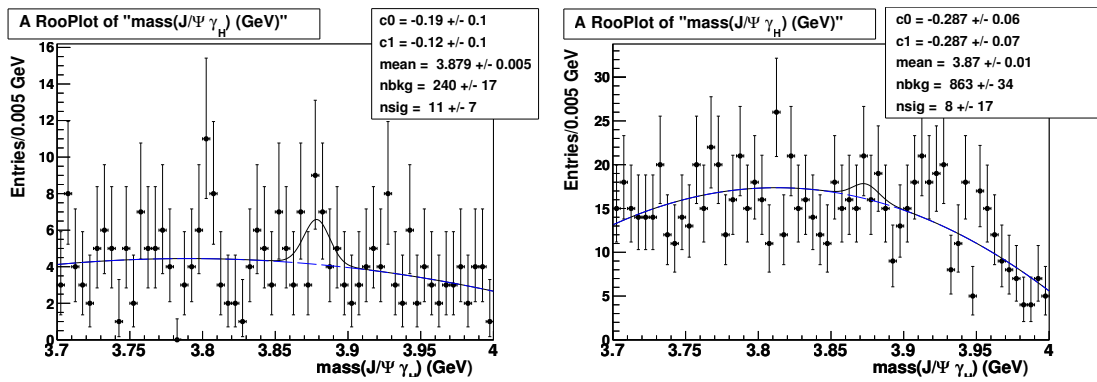 A RooPlot of "mass(J/Ψ γH) (GeV)"
c0 = -0.19 +/- 0.1
c1 = -0.12 +/- 0.1
mean = 3.879 +/- 0.005
nbkg = 240 +/- 17
nsig = 11 +/- 7
Entries/0.005 GeV
16
14
12
10
8
6
4
2
0
3.7 3.75 3.8 3.85 3.9 3.95 4
mass(J/Ψ γH) (GeV)
A RooPlot of "mass(J/Ψ γH) (GeV)"
c0 = -0.287 +/- 0.06
c1 = -0.287 +/- 0.07
mean = 3.87 +/- 0.01
nbkg = 863 +/- 34
nsig = 8 +/- 17
Entries/0.005 GeV
30
25
20
15
10
5
0
3.7 3.75 3.8 3.85 3.9 3.95 4
mass(J/Ψ γH) (GeV)